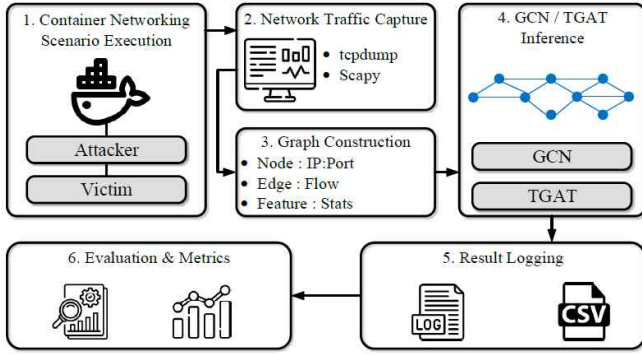 1. Container Networking
Scenario Execution
Attacker
Victim
2. Network Traffic Capture
• tcpdump
• Scapy
3. Graph Construction
• Node : IP:Port
• Edge : Flow
• Feature : Stats
4. GCN / TGAT
Inference
GCN
TGAT
5. Result Logging
LOG
CSV
6. Evaluation & Metrics